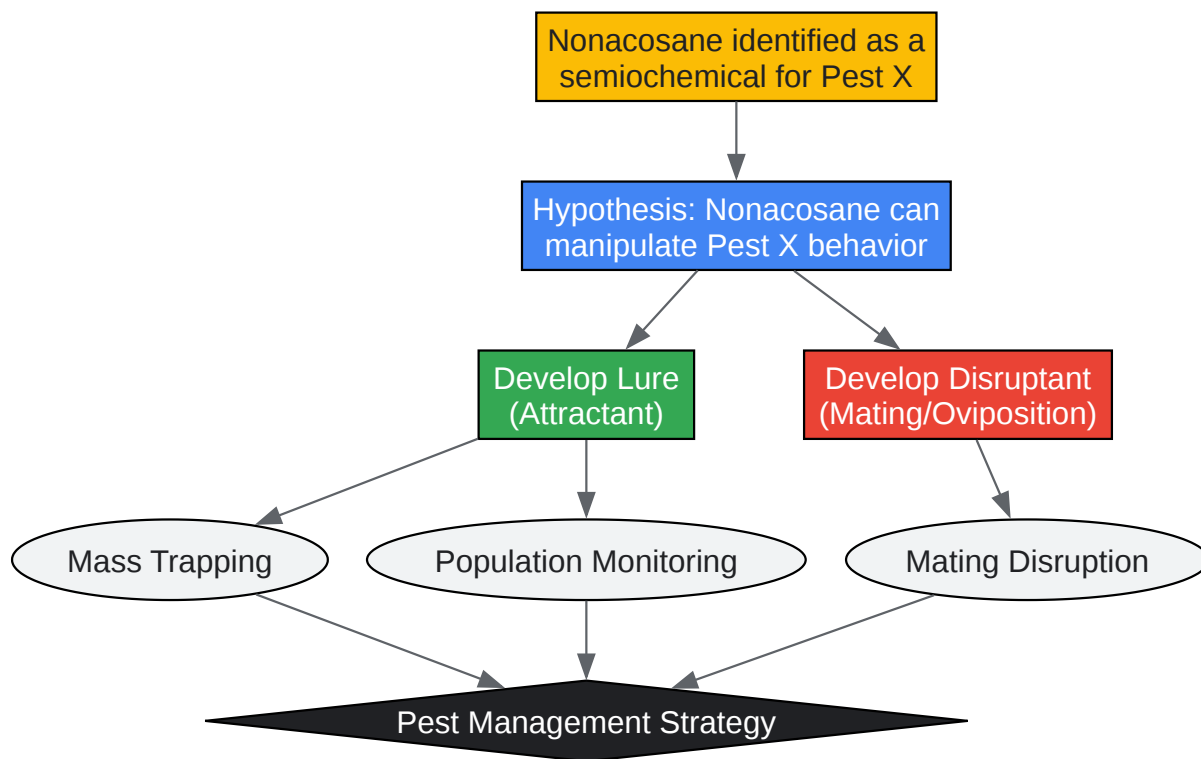 Nonacosane identified as a
semiochemical for Pest X
Hypothesis: Nonacosane can
manipulate Pest X behavior
Develop Lure
(Attractant)
Develop Disruptant
(Mating/Oviposition)
Mass Trapping
Population Monitoring
Mating Disruption
Pest Management Strategy